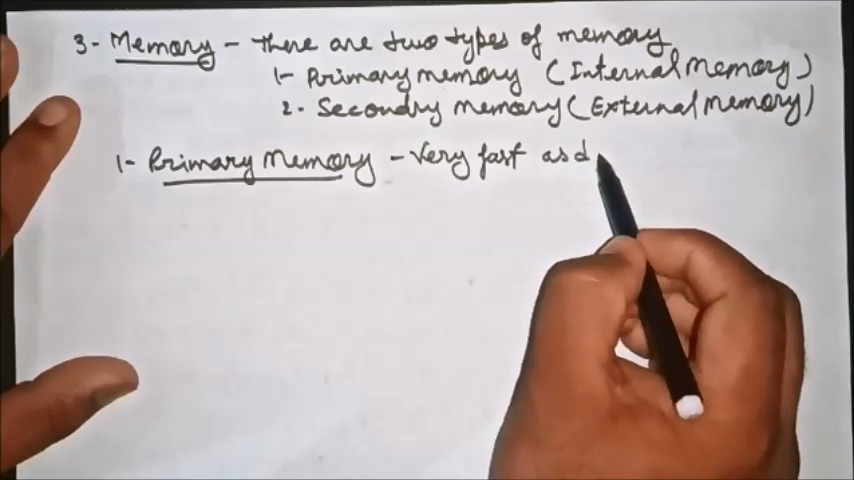 3- Memory - There are two types of memory
1- Primary memory (Internal Memory)
2. Secondry memory (External Memory)
1- Primary Memory - Very fast as d